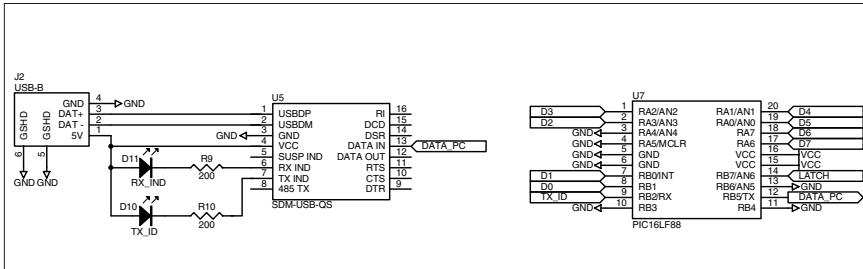 J2
USB-B
GND 4 GND
DAT+ 3
DAT - 2
5V 1
GSHD GSHD
6 5
GND GND
D11
RX_IND
R9
200
D10
TX_ID
R10
200
U5
1 USBDP RI 16
2 USBDM DCD 15
GND 3 GND DSR 14
4 VCC DATA IN 13 DATA_PC
5 SUSP IND DATA OUT 12
6 RX IND RTS 11
7 TX IND CTS 10
8 485 TX DTR 9
SDM-USB-QS
U7
D3 1 RA2/AN2 RA1/AN1 20 D4
D2 2 RA3/AN3 RA0/AN0 19 D5
GND 3 RA4/AN4 RA7 18 D6
GND 4 RA5/MCLR RA6 17 D7
GND 5 GND VCC 16 VCC
GND 6 GND VCC 15 VCC
D1 7 RB0/INT RB7/AN6 14 LATCH
D0 8 RB1 RB6/AN5 13 GND
TX_ID 9 RB2/RX RB5/TX 12 DATA_PC
GND 10 RB3 RB4 11 GND
PIC16LF88